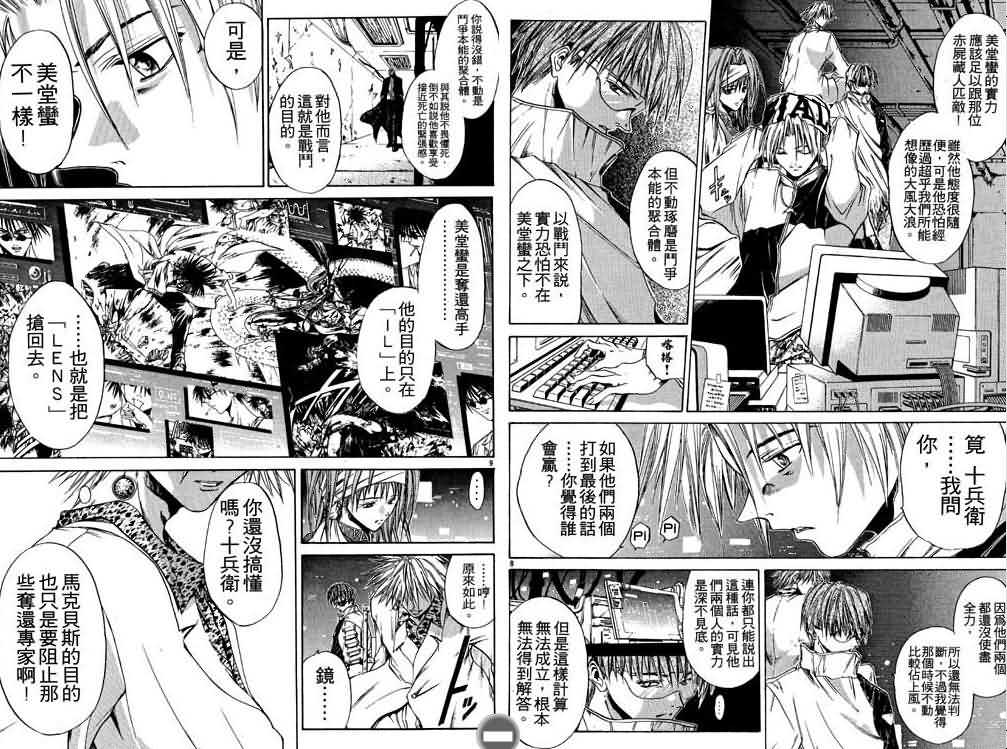 美堂蠻的實力
應該足以跟那位
赤屍藏人匹敵！
雖然他態度很隨
便，可是他恐怕經
歷過超乎我們所能
想像的大風大浪。
但不動琢磨是鬥爭
本能的聚合體。
以戰鬥來說，
實力恐怕不在
美堂蠻之下。
喀搭！
筧 十兵衛
……我問
你，
如果他們兩個
打到最後的話
……你覺得誰
會贏？
PI
PI
因為他們兩個
都還沒使盡
全力，
所以還無法判
斷，不過我覺得
那個時候不動
比較佔上風。
連你都只能說出
這種話，可見他
們兩個人的實力
是深不見底。
但是這樣計算
無法成立，根本
無法得到解答。
8
你說得沒錯，不動是
鬥爭本能的聚合體。
與其說他不畏懼死，
倒不如說他喜歡享受
接近死亡的緊張感。
對他而言，
這就是戰鬥
的目的。
可是，
美堂蠻
不一樣！
……美堂蠻是奪還高手
他的目的只在
「IL」上。
……也就是把
「LENS」
搶回去。
9
…
……哼！
原來如此。
鏡……
你還沒搞懂
嗎？十兵衛。
馬克貝斯的目的
也只是要阻止那
些奪還專家啊！